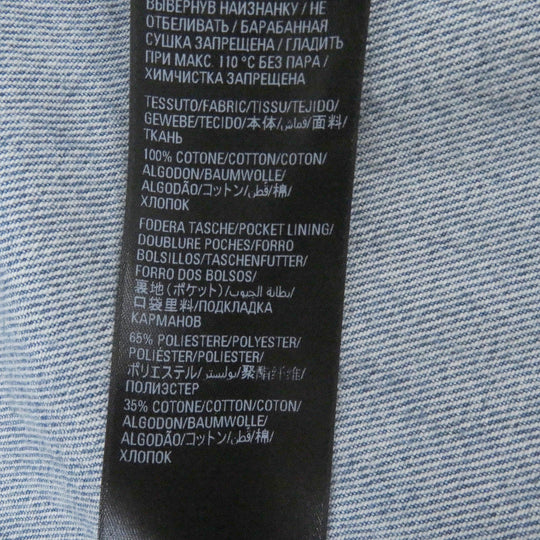 ВЫВЕРНУВ НАИЗНАНКУ / НЕ
ОТБЕЛИВАТЬ / БАРАБАННАЯ
СУШКА ЗАПРЕЩЕНА / ГЛАДИТЬ
ПРИ МАКС. 110 °C БЕЗ ПАРА /
ХИМЧИСТКА ЗАПРЕЩЕНА
TESSUTO/FABRIC/TISSU/TEJIDO/
GEWEBE/TECIDO/本体/قماش/面料/
ТКАНЬ
100% COTONE/COTTON/COTON/
ALGODON/BAUMWOLLE/
ALGODÃO/コットン/قطن/棉/
ХЛОПОК
FODERA TASCHE/POCKET LINING/
DOUBLURE POCHES/FORRO
BOLSILLOS/TASCHENFUTTER/
FORRO DOS BOLSOS/
裏地(ポケット)/بطانة الجيوب/
口袋里料/ПОДКЛАДКА
КАРМАНОВ
65% POLIESTERE/POLYESTER/
POLIÉSTER/POLIESTER/
ポリエステル/بوليستر/聚酯纤维/
ПОЛИЭСТЕР
35% COTONE/COTTON/COTON/
ALGODON/BAUMWOLLE/
ALGODÃO/コットン/قطن/棉/
ХЛОПОК